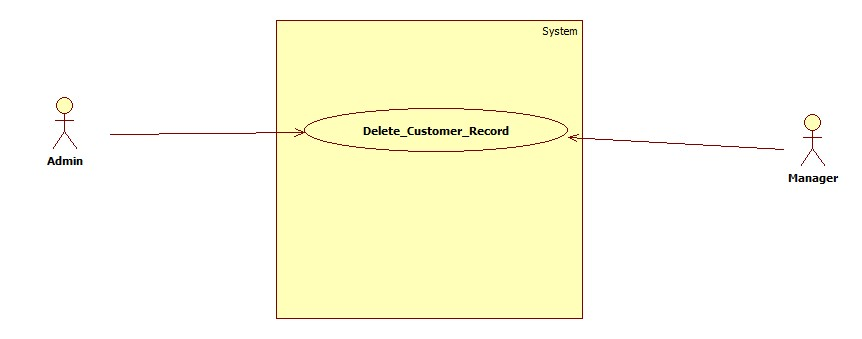 System
Delete_Customer_Record
Admin
Manager